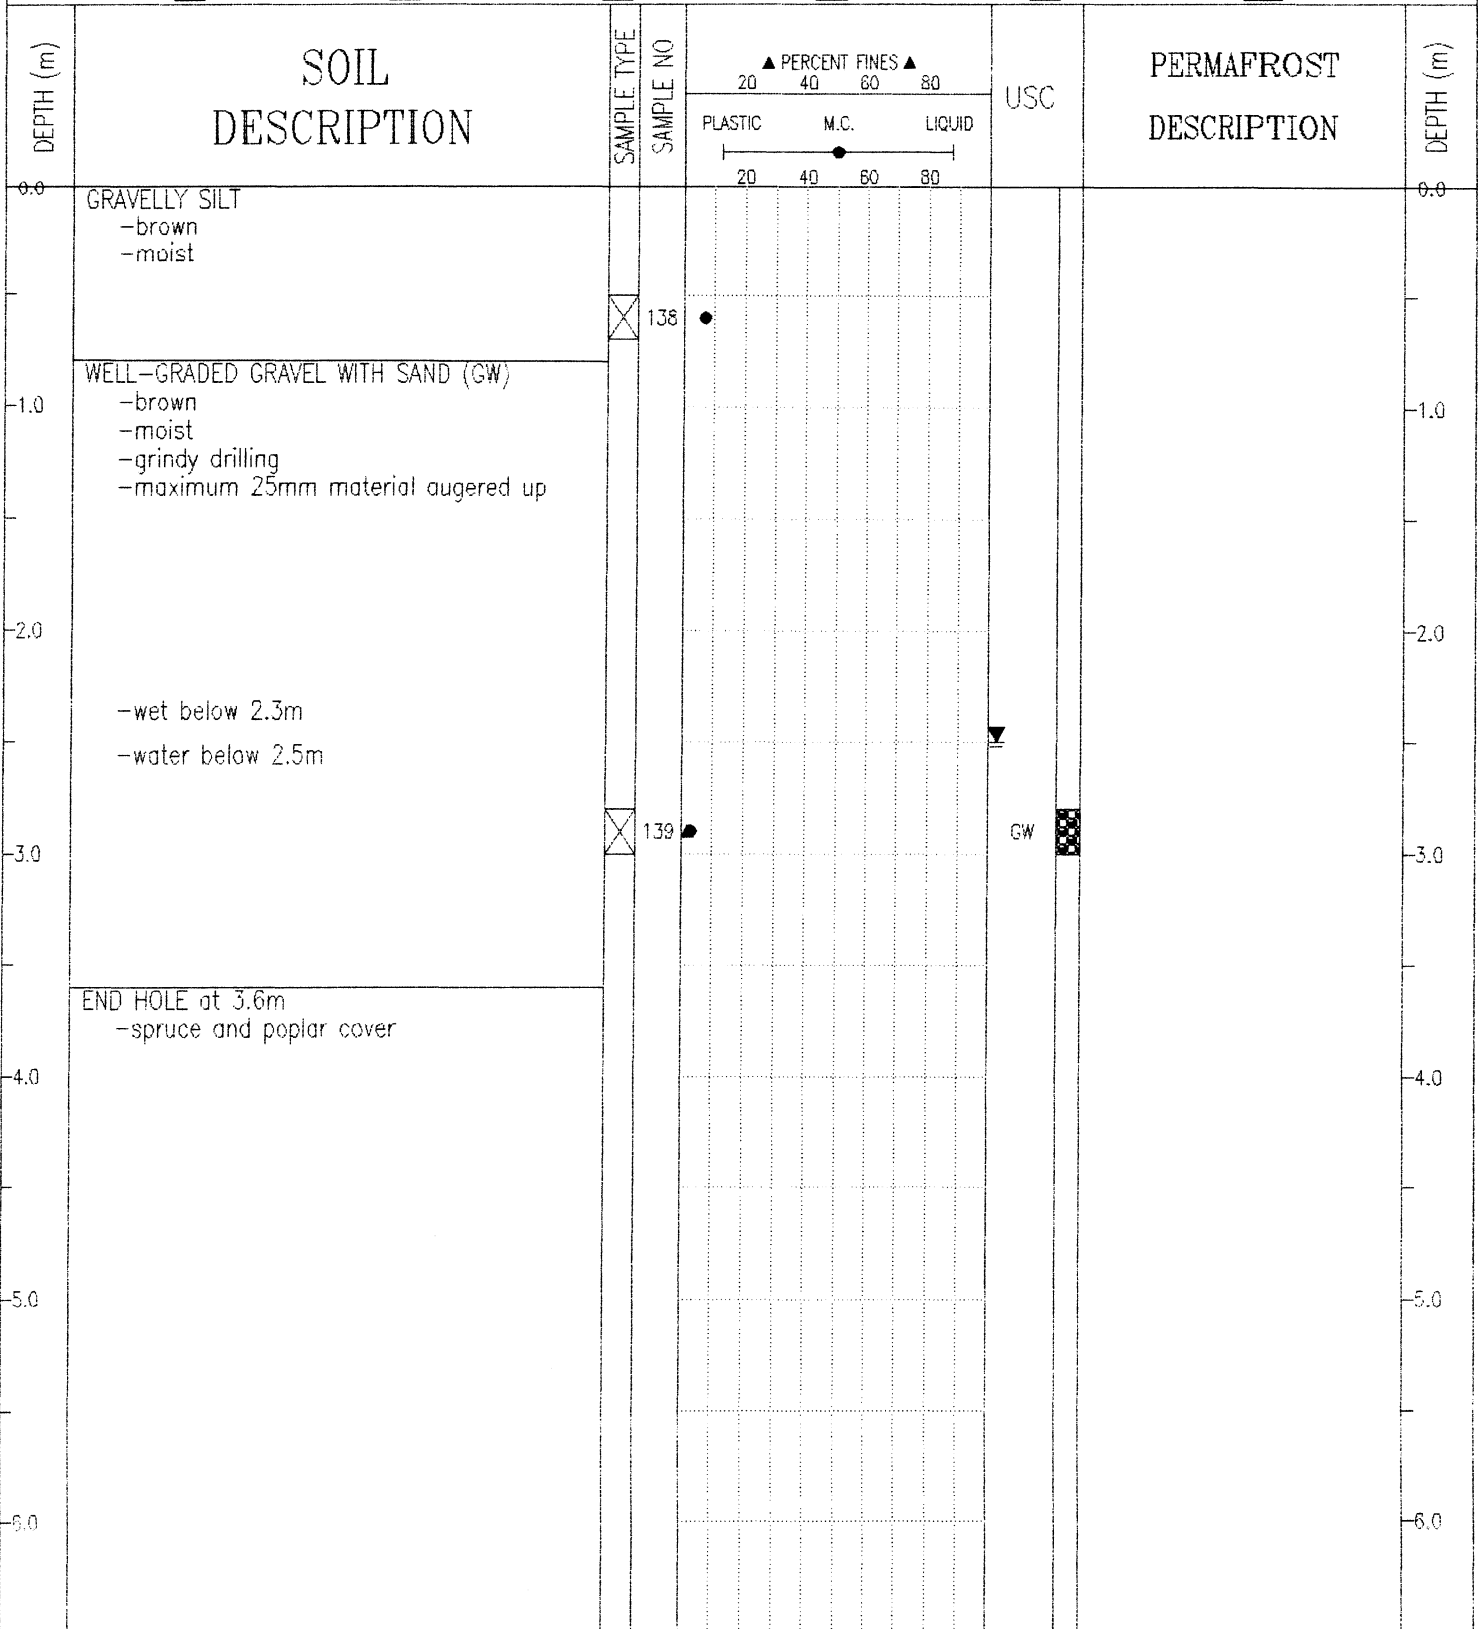 DEPTH (m)
SOIL
DESCRIPTION
SAMPLE TYPE
SAMPLE NO
▲ PERCENT FINES ▲
20 40 60 80
PLASTIC M.C. LIQUID
20 40 60 80
USC
PERMAFROST
DESCRIPTION
DEPTH (m)
0.0 0.0
GRAVELLY SILT
-brown
-moist
138
WELL-GRADED GRAVEL WITH SAND (GW)
-brown
1.0 1.0
-moist
-grindy drilling
-maximum 25mm material augered up
2.0 2.0
-wet below 2.3m
-water below 2.5m
139 GW
3.0 3.0
END HOLE at 3.6m
-spruce and poplar cover
4.0 4.0
5.0 5.0
6.0 6.0